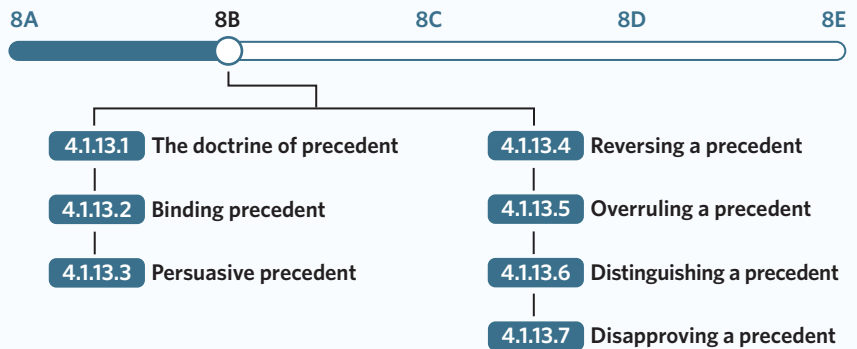 8A 8B 8C 8D 8E
4.1.13.1 The doctrine of precedent
4.1.13.2 Binding precedent
4.1.13.3 Persuasive precedent
4.1.13.4 Reversing a precedent
4.1.13.5 Overruling a precedent
4.1.13.6 Distinguishing a precedent
4.1.13.7 Disapproving a precedent